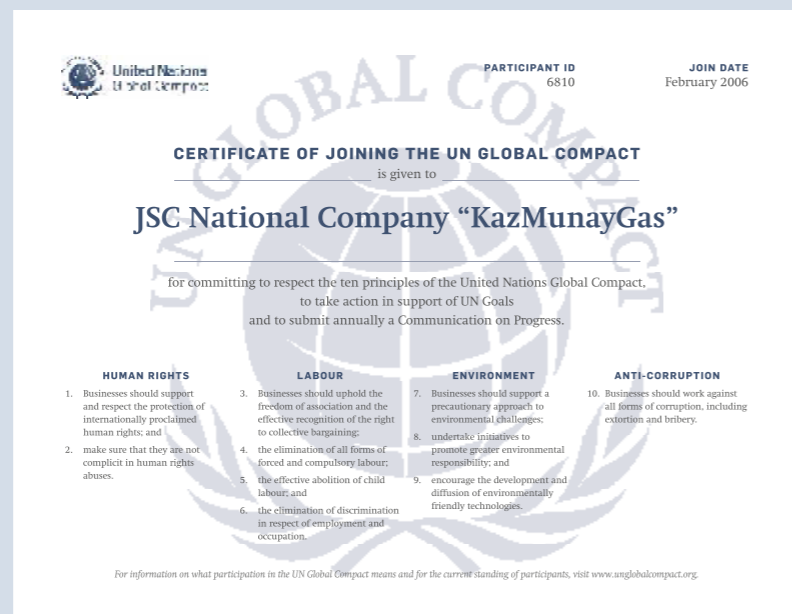 United Nations
Global Compact
PARTICIPANT ID
6810
JOIN DATE
February 2006
UN GLOBAL COMPACT
CERTIFICATE OF JOINING THE UN GLOBAL COMPACT
is given to
JSC National Company “KazMunayGas”
for committing to respect the ten principles of the United Nations Global Compact,
to take action in support of UN Goals
and to submit annually a Communication on Progress.
HUMAN RIGHTS
1. Businesses should support
and respect the protection of
internationally proclaimed
human rights; and
2. make sure that they are not
complicit in human rights
abuses.
LABOUR
3. Businesses should uphold the
freedom of association and the
effective recognition of the right
to collective bargaining;
4. the elimination of all forms of
forced and compulsory labour;
5. the effective abolition of child
labour; and
6. the elimination of discrimination
in respect of employment and
occupation.
ENVIRONMENT
7. Businesses should support a
precautionary approach to
environmental challenges;
8. undertake initiatives to
promote greater environmental
responsibility; and
9. encourage the development and
diffusion of environmentally
friendly technologies.
ANTI-CORRUPTION
10. Businesses should work against
all forms of corruption, including
extortion and bribery.
For information on what participation in the UN Global Compact means and for the current standing of participants, visit www.unglobalcompact.org.